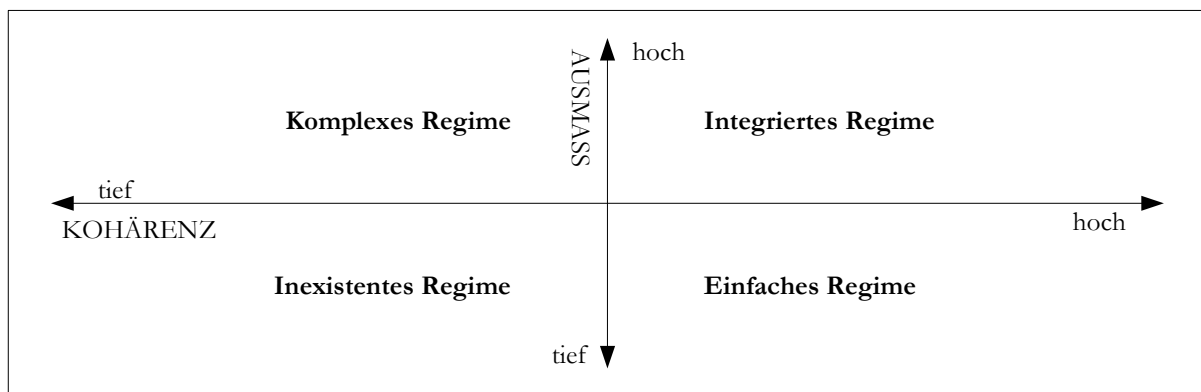 hoch
AUSMASS
Komplexes Regime
Integriertes Regime
tief
KOHÄRENZ
hoch
Inexistentes Regime
Einfaches Regime
tief